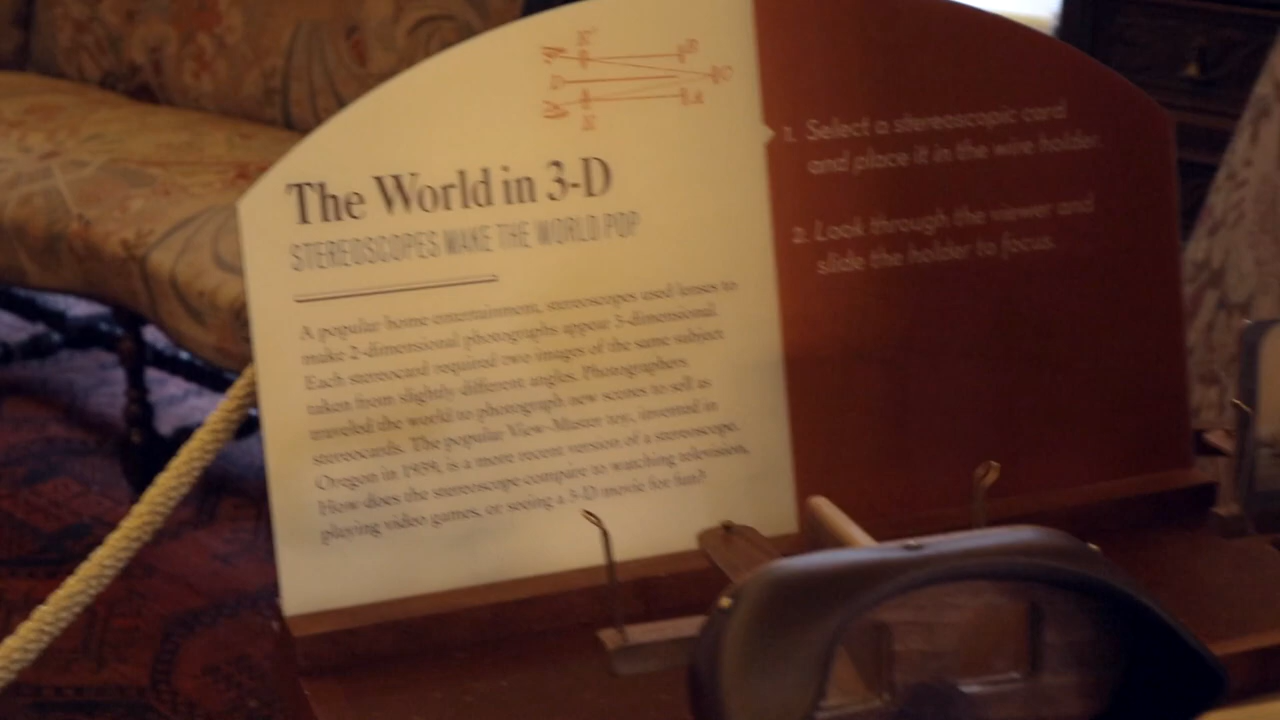 The World in 3-D
STEREOSCOPES MAKE THE WORLD POP
A popular home entertainment, stereoscopes used lenses to
make 2-dimensional photographs appear 3-dimensional.
Each stereocard required two images of the same subject
taken from slightly different angles. Photographers
traveled the world to photograph new scenes to sell as
stereocards. The popular View-Master toy, invented in
Oregon in 1939, is a more recent version of a stereoscope.
How does the stereoscope compare to watching television,
playing video games, or seeing a 3-D movie for fun?
1. Select a stereoscopic card
and place it in the wire holder.
2. Look through the viewer and
slide the holder to focus.